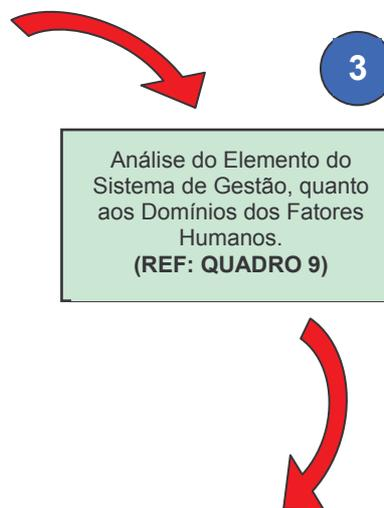 3
Análise do Elemento do
Sistema de Gestão, quanto
aos Domínios dos Fatores
Humanos.
(REF: QUADRO 9)